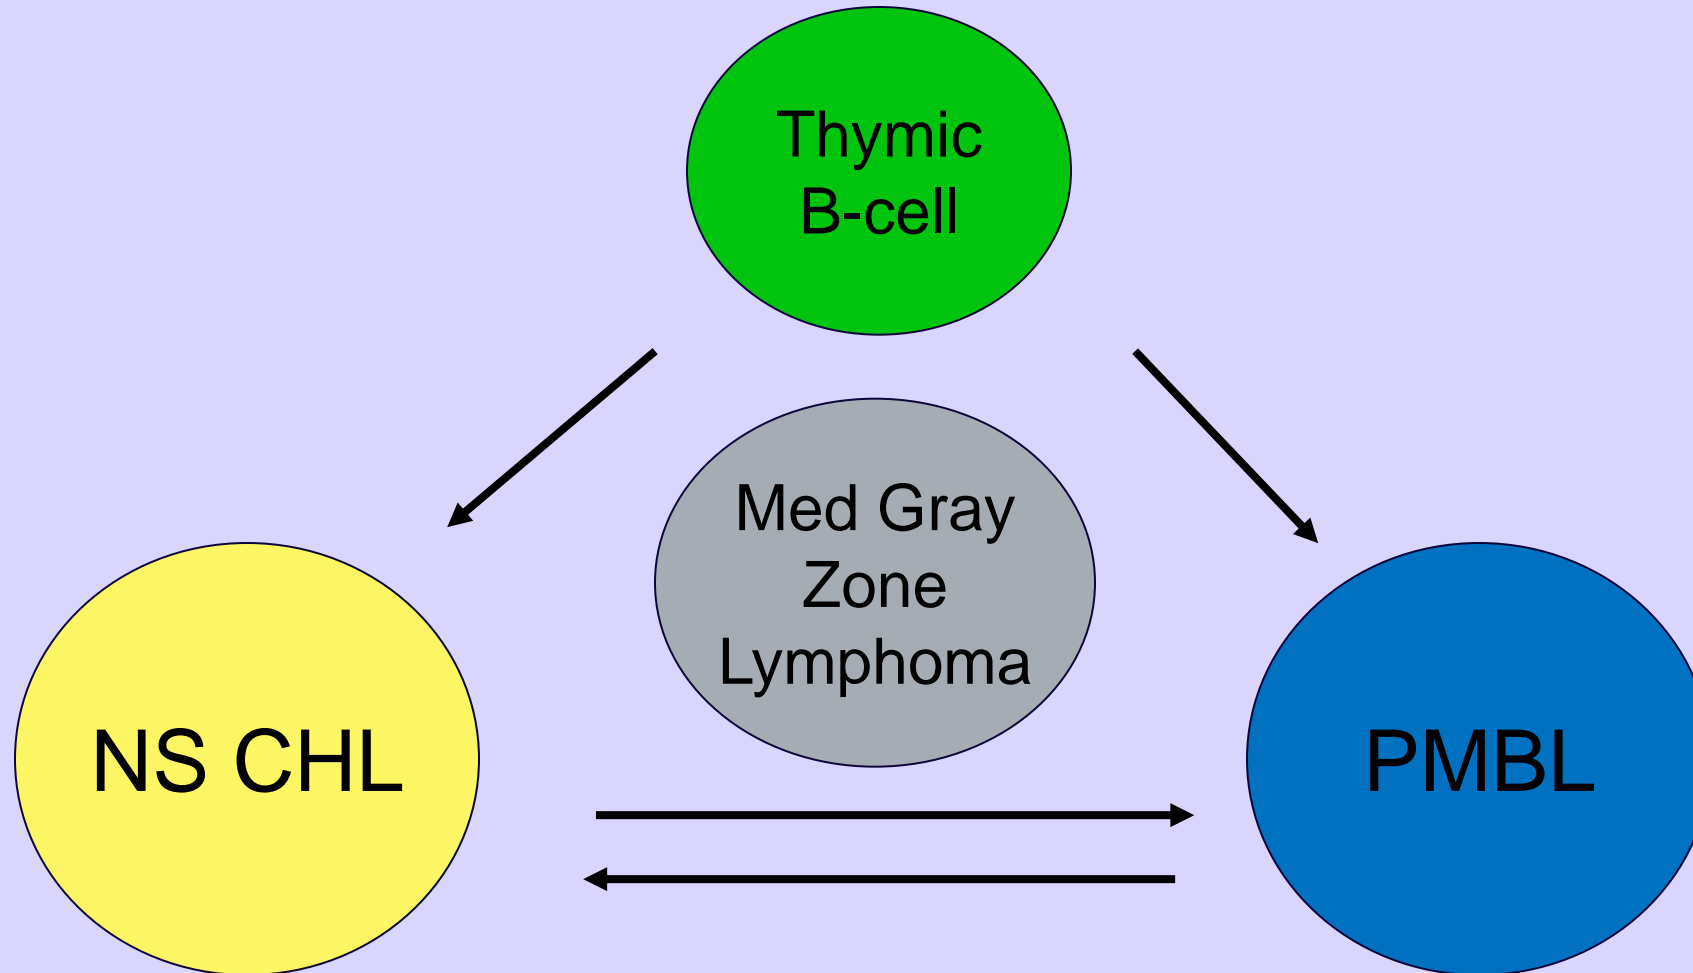 Thymic
B-cell
Med Gray
Zone
Lymphoma
NS CHL
PMBL